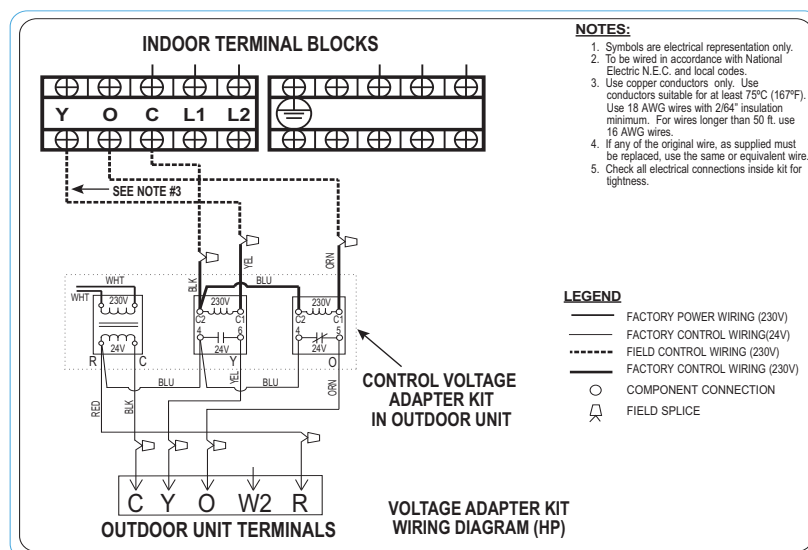 INDOOR TERMINAL BLOCKS
Y O C L1 L2
SEE NOTE #3
BLK
YEL
ORN
WHT
WHT
BLU
230V
230V
230V
C2 C1
C2 C1
4 6
4 5
24V
24V
24V
R C
Y
O
BLU
BLU
RED
BLK
YEL
ORN
CONTROL VOLTAGE
ADAPTER KIT
IN OUTDOOR UNIT
C Y O W2 R
OUTDOOR UNIT TERMINALS
VOLTAGE ADAPTER KIT
WIRING DIAGRAM (HP)
NOTES:
1. Symbols are electrical representation only.
2. To be wired in accordance with National
Electric N.E.C. and local codes.
3. Use copper conductors only. Use
conductors suitable for at least 75ºC (167ºF).
Use 18 AWG wires with 2/64" insulation
minimum. For wires longer than 50 ft. use
16 AWG wires.
4. If any of the original wire, as supplied must
be replaced, use the same or equivalent wire.
5. Check all electrical connections inside kit for
tightness.
LEGEND
FACTORY POWER WIRING (230V)
FACTORY CONTROL WIRING(24V)
FIELD CONTROL WIRING (230V)
FACTORY CONTROL WIRING (230V)
COMPONENT CONNECTION
FIELD SPLICE